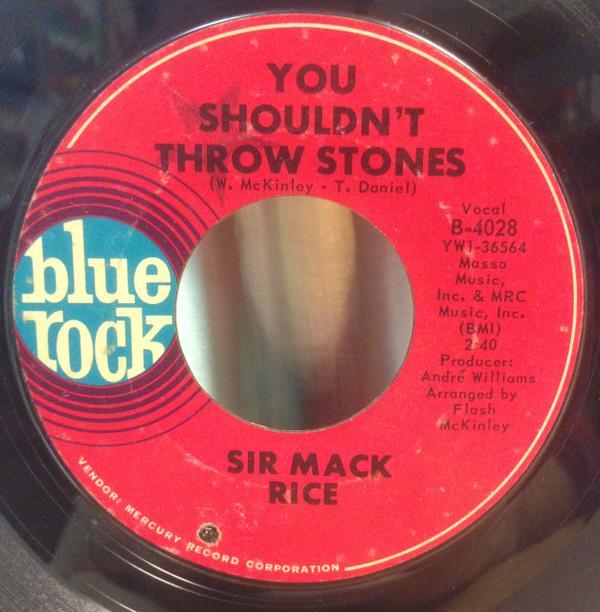 YOU
SHOULDN'T
THROW STONES
(W. McKinley - T. Daniel)
Vocal
B-4028
YW1-36564
Massa
Music,
Inc. & MRC
Music, Inc.
(BMI)
2:40
Producer:
André Williams
Arranged by
Flash
McKinley
blue
rock
SIR MACK
RICE
VENDOR: MERCURY RECORD CORPORATION